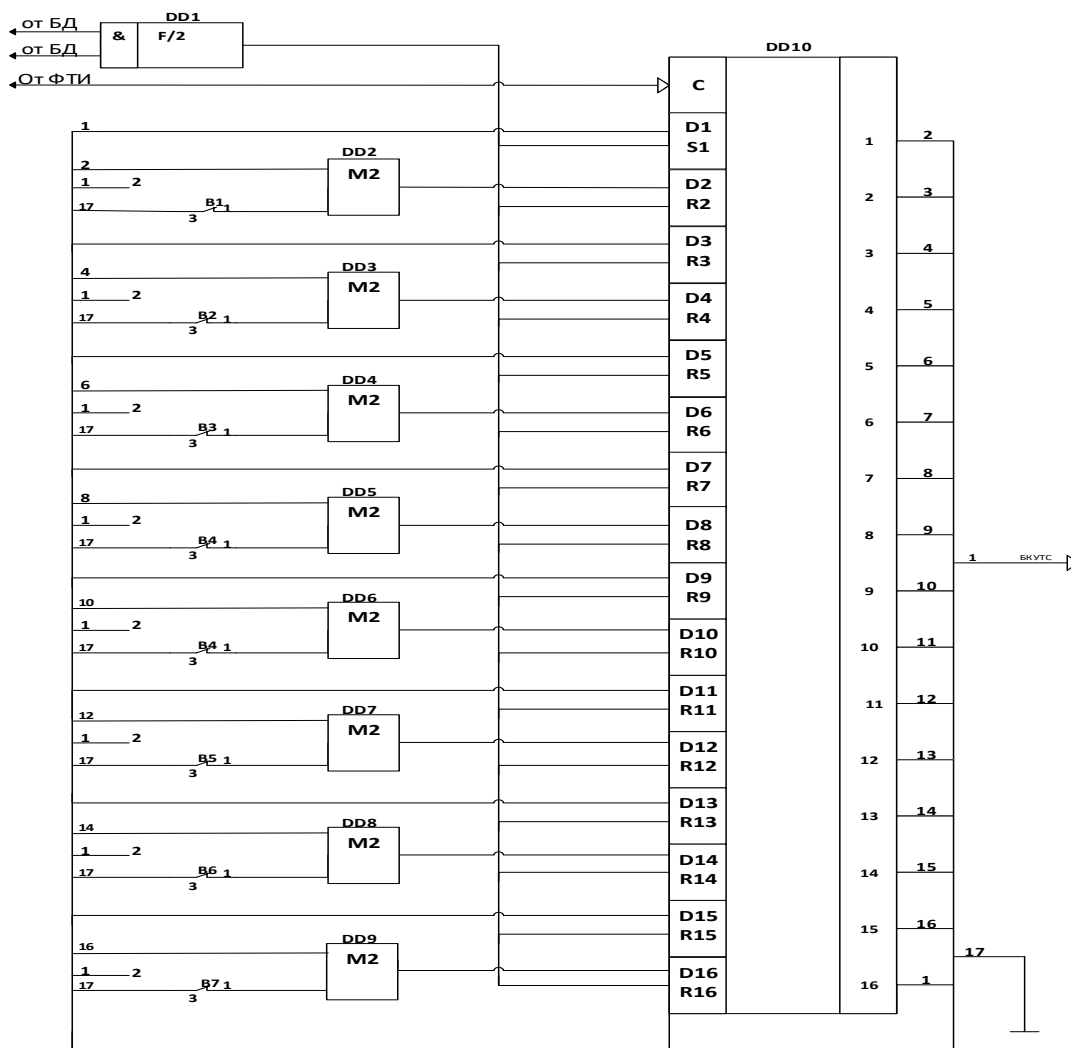 DD1
от БД
& F/2
от БД
DD10
От ФТИ
C
1
D1
S1
1 2
2
DD2
M2
1 2
D2
R2
2 3
17 B1 1
3
D3
R3
3 4
4
DD3
M2
1 2
D4
R4
4 5
17 B2 1
3
D5
R5
5 6
6
DD4
M2
1 2
D6
R6
6 7
17 B3 1
3
D7
R7
7 8
8
DD5
M2
1 2
D8
R8
8 9
17 B4 1
3
1 БКУТС
D9
R9
9 10
10
DD6
M2
1 2
D10
R10
10 11
17 B4 1
3
D11
R11
11 12
12
DD7
M2
1 2
D12
R12
12 13
17 B5 1
3
D13
R13
13 14
14
DD8
M2
1 2
D14
R14
14 15
17 B6 1
3
D15
R15
15 16
16
DD9
M2
17
1 2
D16
R16
16 1
17 B7 1
3